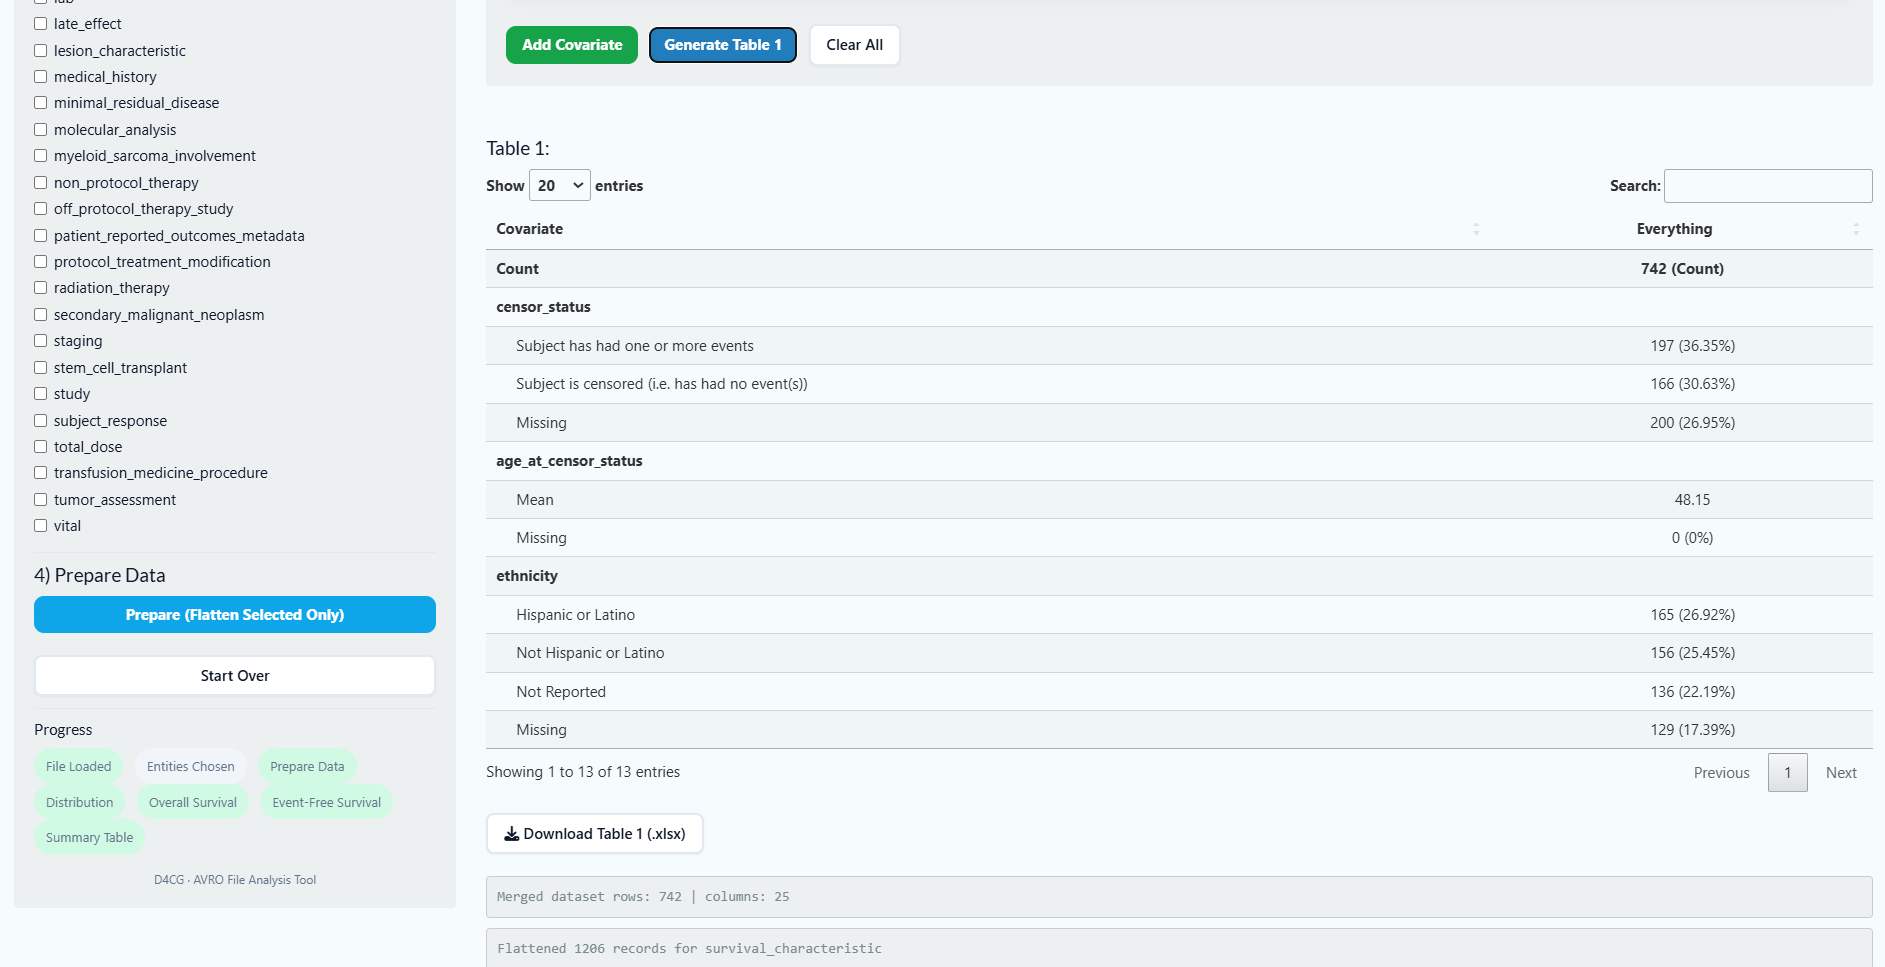 lab
late_effect
lesion_characteristic
medical_history
minimal_residual_disease
molecular_analysis
myeloid_sarcoma_involvement
non_protocol_therapy
off_protocol_therapy_study
patient_reported_outcomes_metadata
protocol_treatment_modification
radiation_therapy
secondary_malignant_neoplasm
staging
stem_cell_transplant
study
subject_response
total_dose
transfusion_medicine_procedure
tumor_assessment
vital
4) Prepare Data
Prepare (Flatten Selected Only)
Start Over
Progress
File Loaded Entities Chosen Prepare Data
Distribution Overall Survival Event-Free Survival
Summary Table
D4CG · AVRO File Analysis Tool
Add Covariate Generate Table 1 Clear All
Table 1:
Show 20 entries Search:
Covariate Everything
Count 742 (Count)
censor_status
Subject has had one or more events 197 (36.35%)
Subject is censored (i.e. has had no event(s)) 166 (30.63%)
Missing 200 (26.95%)
age_at_censor_status
Mean 48.15
Missing 0 (0%)
ethnicity
Hispanic or Latino 165 (26.92%)
Not Hispanic or Latino 156 (25.45%)
Not Reported 136 (22.19%)
Missing 129 (17.39%)
Showing 1 to 13 of 13 entries Previous 1 Next
Download Table 1 (.xlsx)
Merged dataset rows: 742 | columns: 25
Flattened 1206 records for survival_characteristic